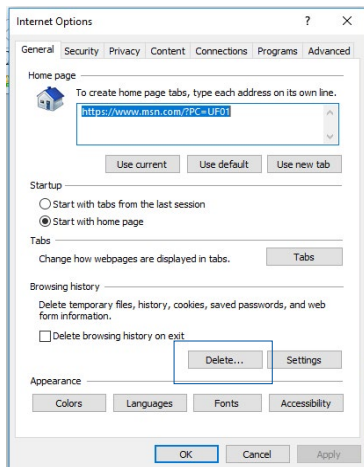 Internet Options ? X
General Security Privacy Content Connections Programs Advanced
Home page
To create home page tabs, type each address on its own line.
https://www.msn.com/?PC=UF01
Use current Use default Use new tab
Startup
Start with tabs from the last session
Start with home page
Tabs
Change how webpages are displayed in tabs. Tabs
Browsing history
Delete temporary files, history, cookies, saved passwords, and web
form information.
Delete browsing history on exit
Delete... Settings
Appearance
Colors Languages Fonts Accessibility
OK Cancel Apply